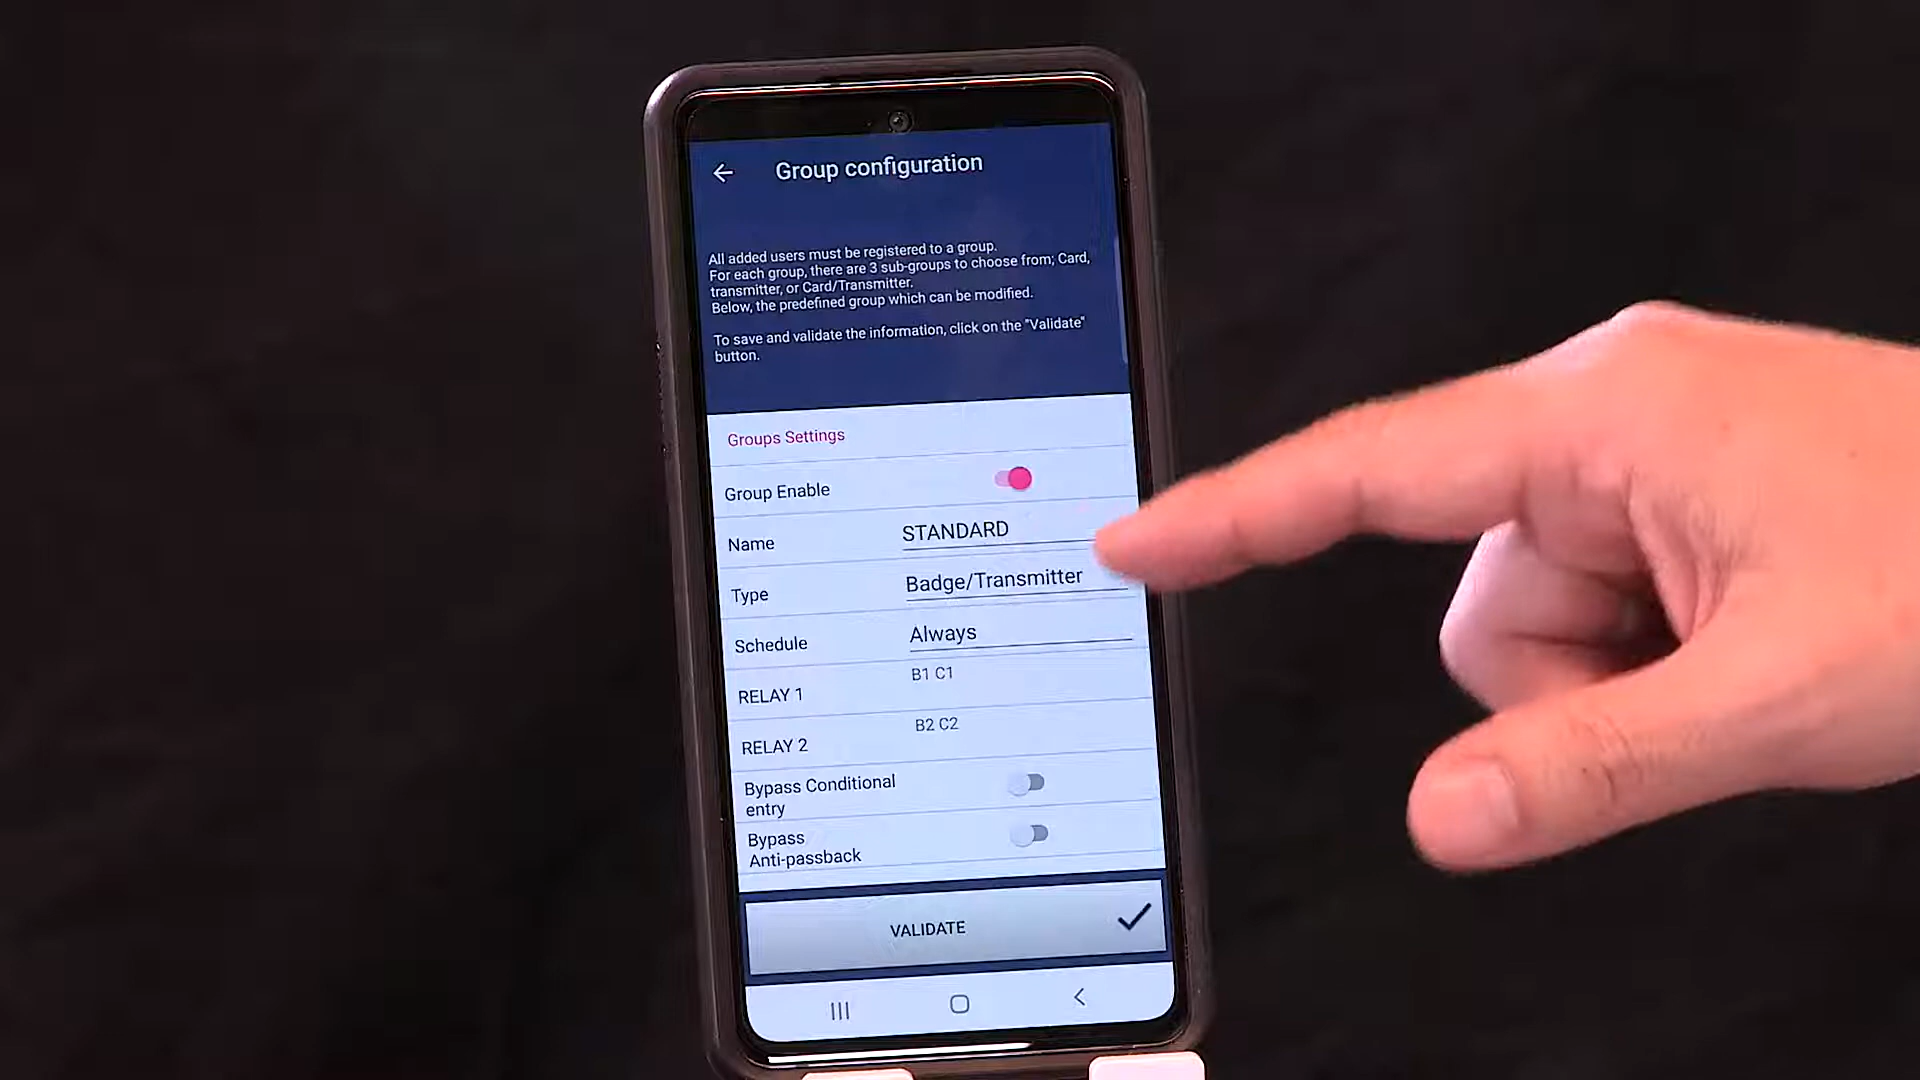 Group configuration
All added users must be registered to a group.
For each group, there are 3 sub-groups to choose from; Card,
transmitter, or Card/Transmitter.
Below, the predefined group which can be modified.
To save and validate the information, click on the "Validate"
button.
Groups Settings
Group Enable
Name STANDARD
Type Badge/Transmitter
Schedule Always
RELAY 1 B1 C1
RELAY 2 B2 C2
Bypass Conditional
entry
Bypass
Anti-passback
VALIDATE